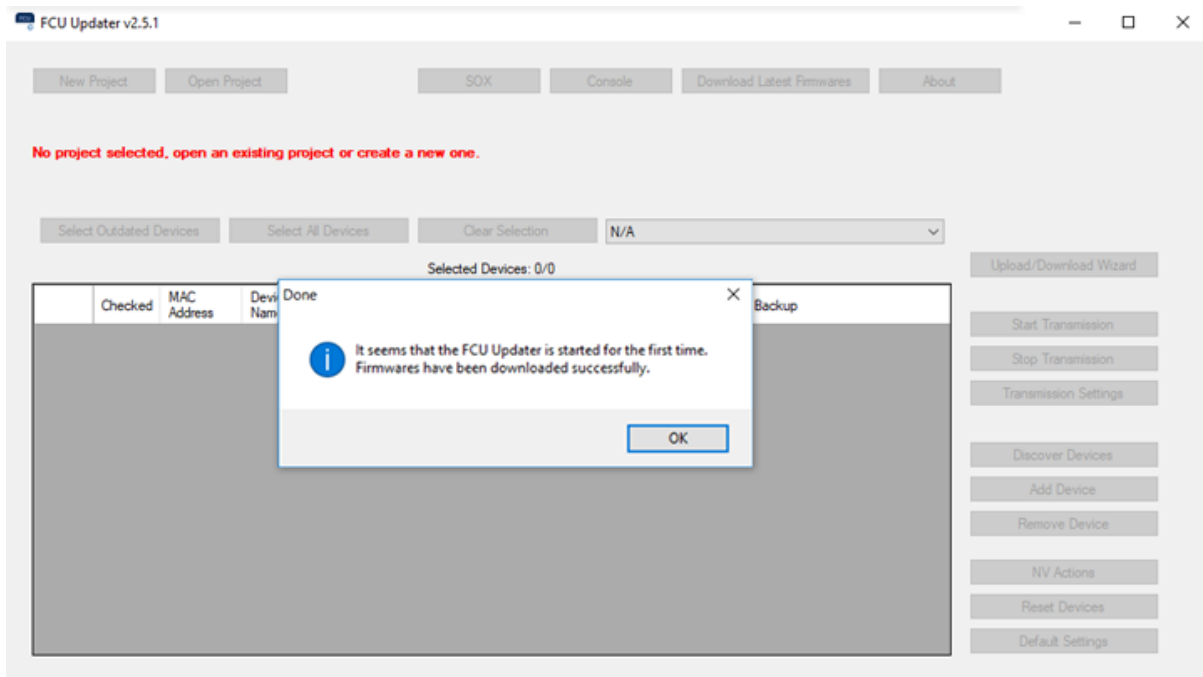 FCU Updater v2.5.1
New Project Open Project SOX Console Download Latest Firmwares About
No project selected, open an existing project or create a new one.
Select Outdated Devices Select All Devices Clear Selection N/A
Selected Devices: 0/0
Upload/Download Wizard
Checked MAC Address Devi Nam Backup
Done
It seems that the FCU Updater is started for the first time.
Firmwares have been downloaded successfully.
OK
Start Transmission
Stop Transmission
Transmission Settings
Discover Devices
Add Device
Remove Device
NV Actions
Reset Devices
Default Settings